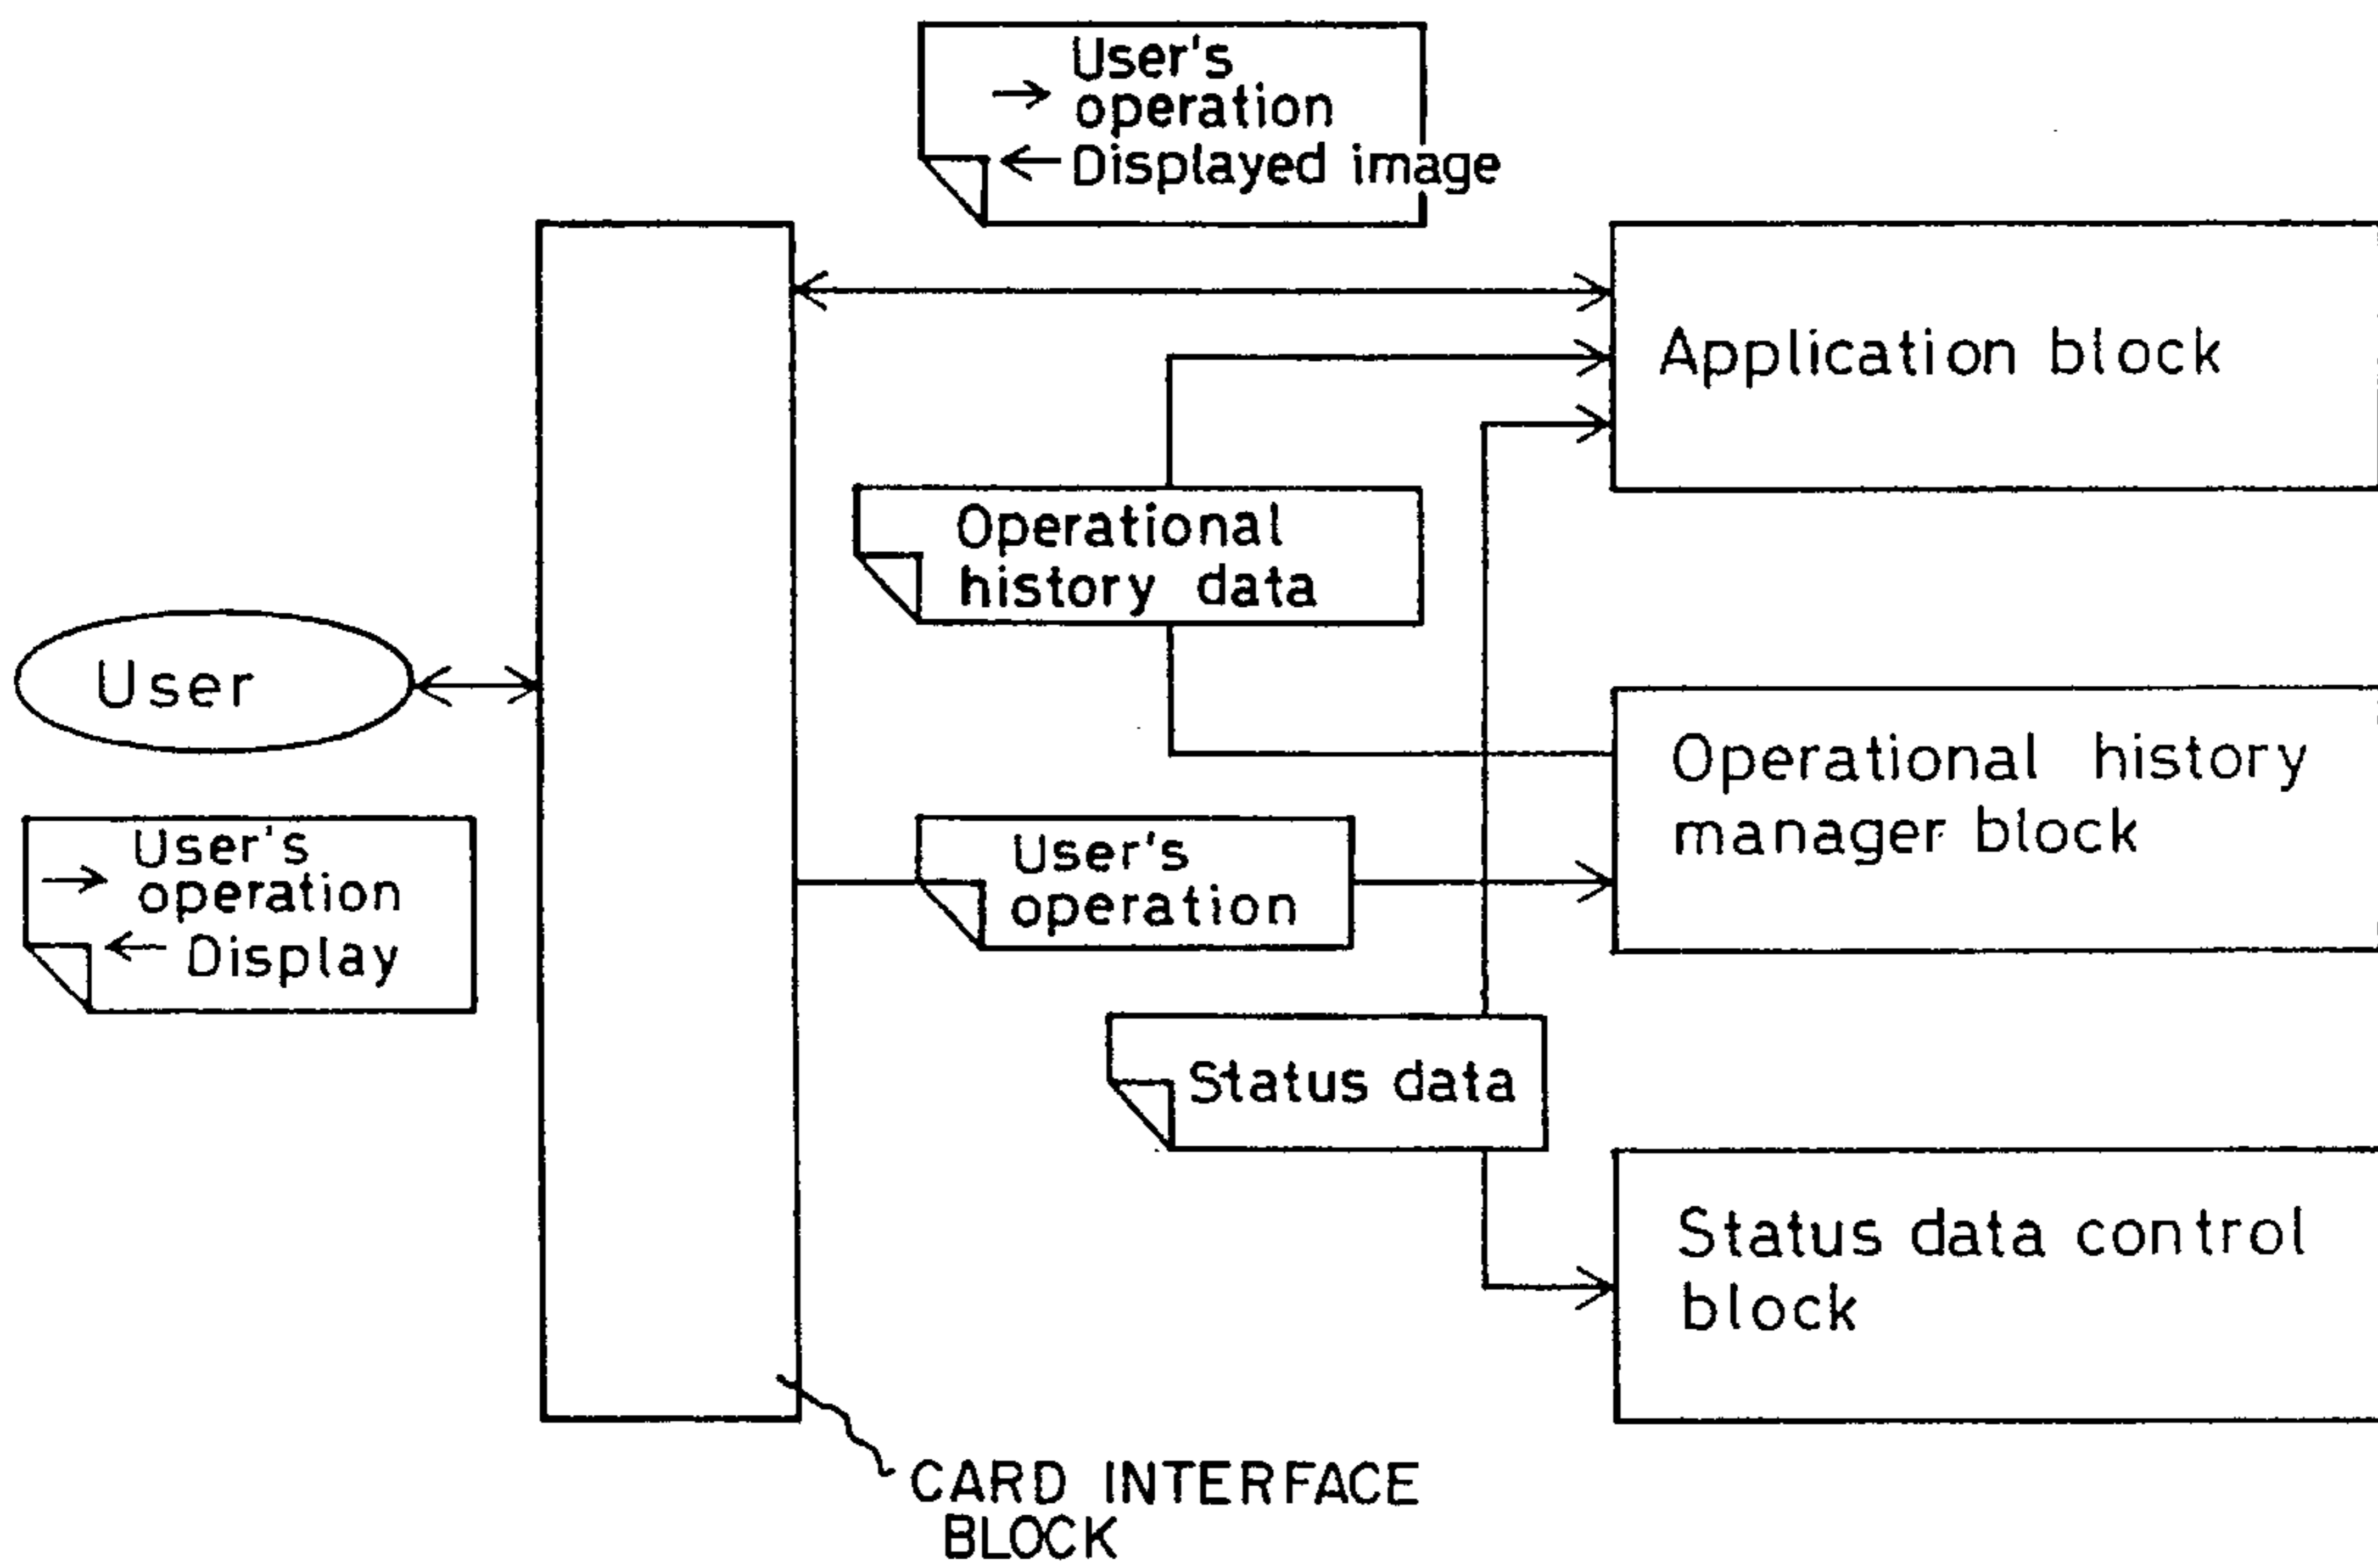 User's
→ operation
← Displayed image
Application block
Operational
history data
User
Operational history
manager block
User's
→ operation
← Display
User's
operation
Status data
Status data control
block
CARD INTERFACE
BLOCK